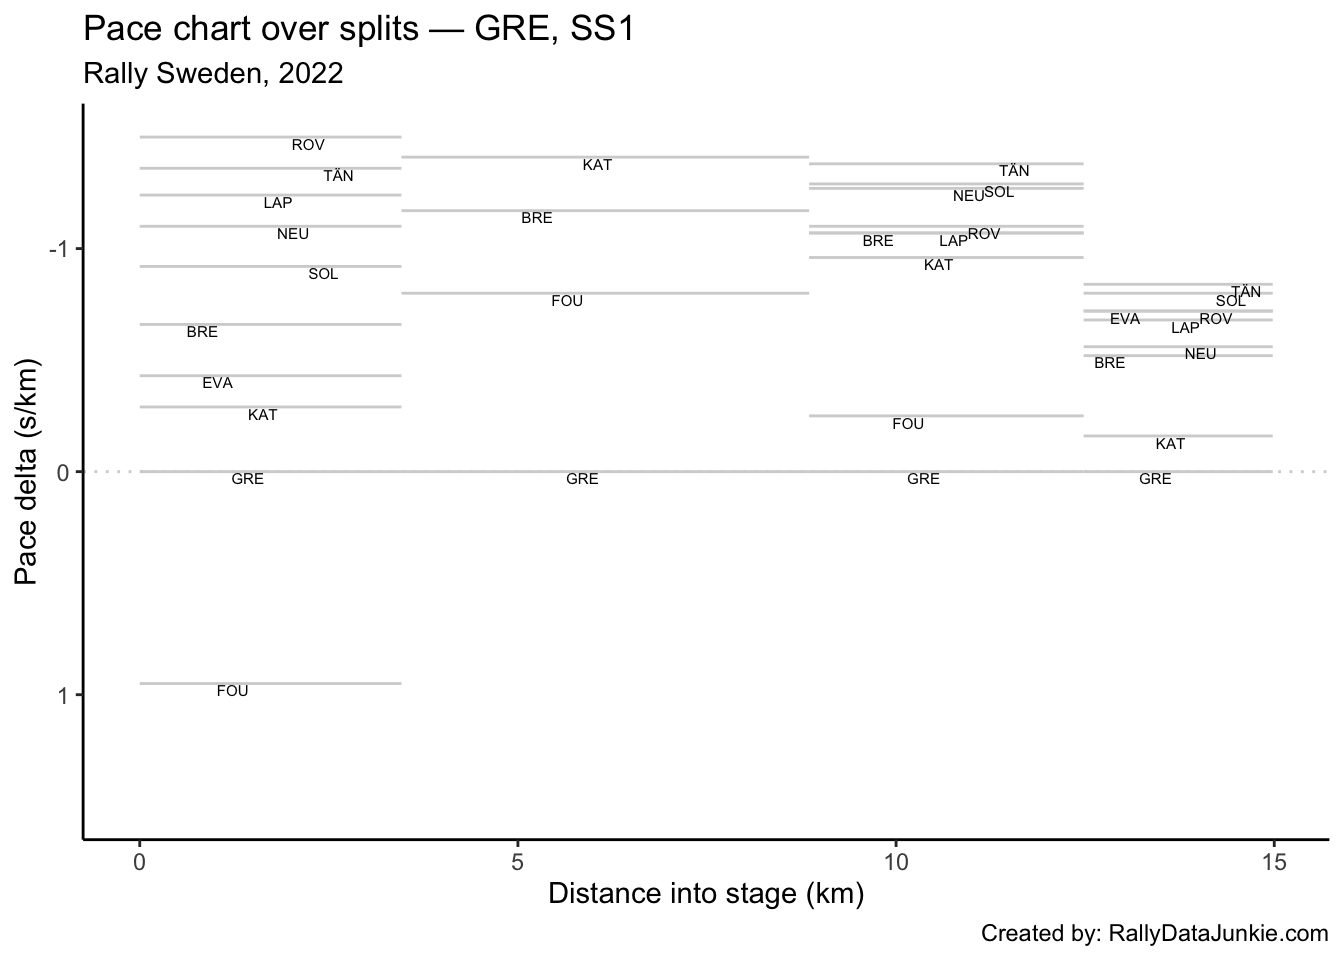 Pace chart over splits — GRE, SS1
Rally Sweden, 2022
ROV
KAT
TÄN
TÄN
LAP
NEU SOL
BRE
NEU
BRE LAP ROV
-1
KAT
SOL
TÄN
FOU
SOL
EVA ROV
BRE
LAP
NEU
BRE
EVA
KAT
FOU
KAT
0
GRE GRE GRE GRE
FOU
1
Pace delta (s/km)
0 5 10 15
Distance into stage (km)
Created by: RallyDataJunkie.com